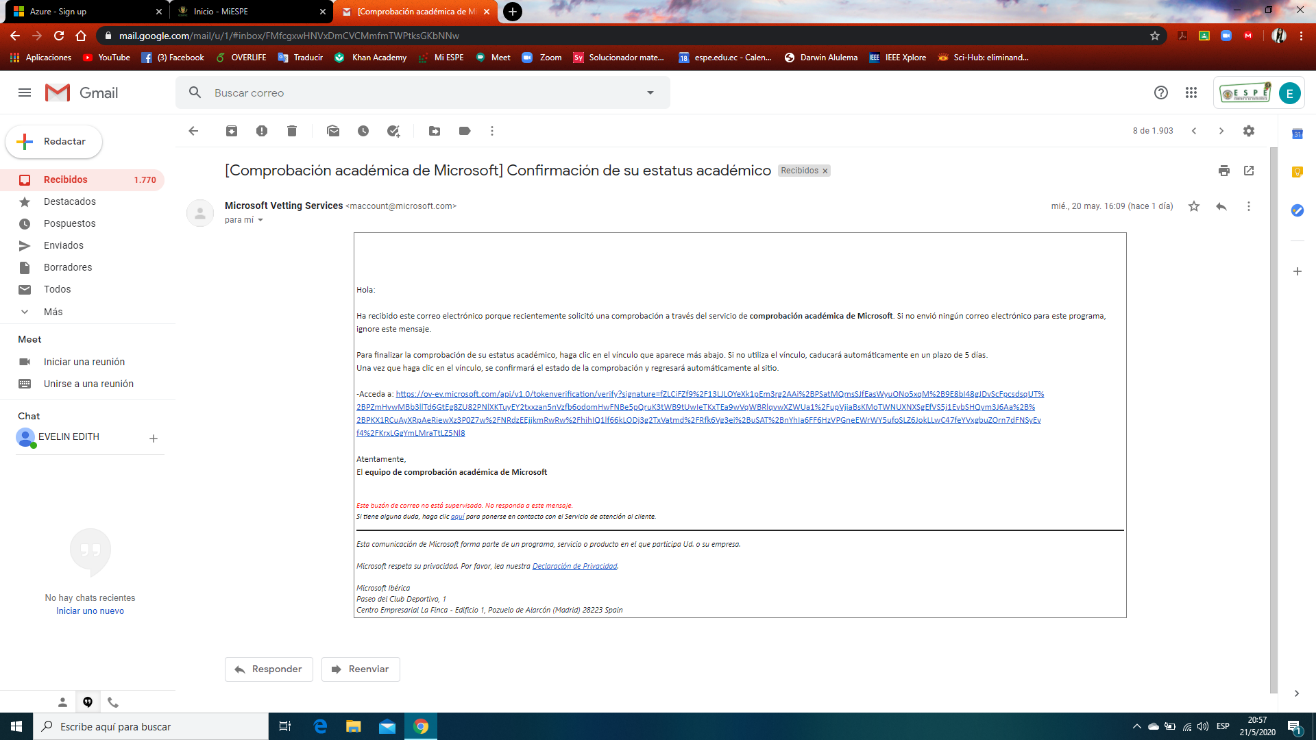 Azure - Sign up
Inicio - MiESPE
[Comprobación académica de M
mail.google.com/mail/u/1/#inbox/FMfcgxwHNVxDmCVCMmfmTWPtksGKbNNw
Aplicaciones YouTube (3) Facebook OVERLIFE Traducir Khan Academy Mi ESPE Meet Zoom Solucionador mate... espe.edu.ec - Calen... Darwin Alulema IEEE Xplore Sci-Hub: eliminand...
Gmail
Buscar correo
ESPE
E
Redactar
8 de 1.903
Recibidos 1.770
Destacados
Pospuestos
Enviados
Borradores
Todos
Más
Meet
Iniciar una reunión
Unirse a una reunión
Chat
EVELIN EDITH
No hay chats recientes
Iniciar uno nuevo
[Comprobación académica de Microsoft] Confirmación de su estatus académico
Recibidos x
Microsoft Vetting Services <maccount@microsoft.com>
mié., 20 may. 16:09 (hace 1 día)
para mí
Hola:
Ha recibido este correo electrónico porque recientemente solicitó una comprobación a través del servicio de comprobación académica de Microsoft. Si no envió ningún correo electrónico para este programa,
ignore este mensaje.
Para finalizar la comprobación de su estatus académico, haga clic en el vínculo que aparece más abajo. Si no utiliza el vínculo, caducará automáticamente en un plazo de 5 días.
Una vez que haga clic en el vínculo, se confirmará el estado de la comprobación y regresará automáticamente al sitio.
-Acceda a:
Atentamente,
El equipo de comprobación académica de Microsoft
Este buzón de correo no está supervisado. No responda a este mensaje.
Si tiene alguna duda, haga clic aquí para ponerse en contacto con el Servicio de atención al cliente.
Esta comunicación de Microsoft forma parte de un programa, servicio o producto en el que participa Ud. o su empresa.
Microsoft respeta su privacidad. Por favor, lea nuestra Declaración de Privacidad.
Microsoft Ibérica
Paseo del Club Deportivo, 1
Centro Empresarial La Finca - Edificio 1, Pozuelo de Alarcón (Madrid) 28223 Spain
Responder
Reenviar
Escribe aquí para buscar
ESP
20:57
21/5/2020